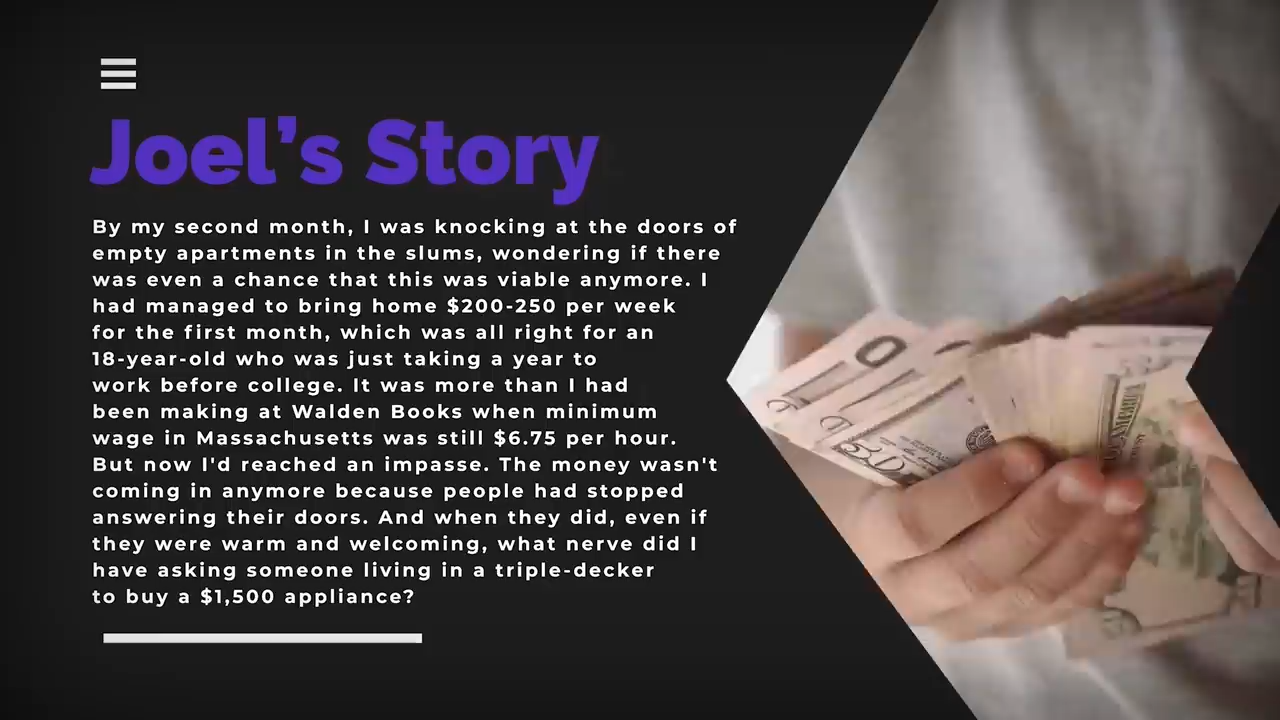 Joel’s Story
By my second month, I was knocking at the doors of
empty apartments in the slums, wondering if there
was even a chance that this was viable anymore. I
had managed to bring home $200-250 per week
for the first month, which was all right for an
18-year-old who was just taking a year to
work before college. It was more than I had
been making at Walden Books when minimum
wage in Massachusetts was still $6.75 per hour.
But now I'd reached an impasse. The money wasn't
coming in anymore because people had stopped
answering their doors. And when they did, even if
they were warm and welcoming, what nerve did I
have asking someone living in a triple-decker
to buy a $1,500 appliance?